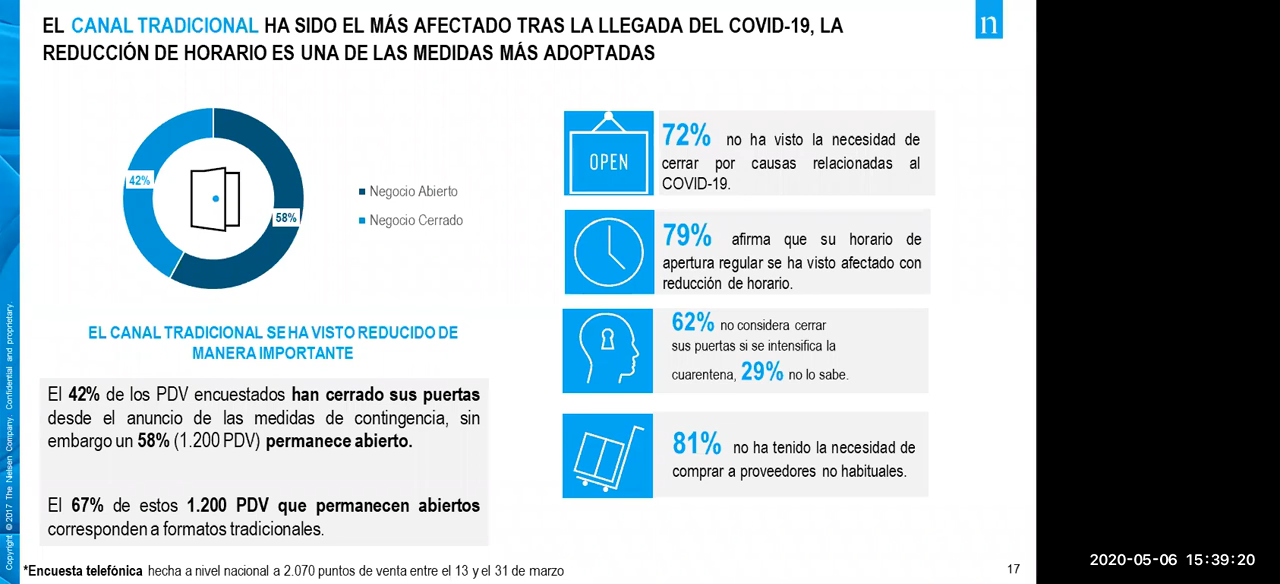 EL CANAL TRADICIONAL HA SIDO EL MÁS AFECTADO TRAS LA LLEGADA DEL COVID-19, LA
REDUCCIÓN DE HORARIO ES UNA DE LAS MEDIDAS MÁS ADOPTADAS
n
42%
58%
Negocio Abierto
Negocio Cerrado
EL CANAL TRADICIONAL SE HA VISTO REDUCIDO DE
MANERA IMPORTANTE
El 42% de los PDV encuestados han cerrado sus puertas
desde el anuncio de las medidas de contingencia, sin
embargo un 58% (1.200 PDV) permanece abierto.
El 67% de estos 1.200 PDV que permanecen abiertos
corresponden a formatos tradicionales.
OPEN
72% no ha visto la necesidad de
cerrar por causas relacionadas al
COVID-19.
79% afirma que su horario de
apertura regular se ha visto afectado con
reducción de horario.
62% no considera cerrar
sus puertas si se intensifica la
cuarentena, 29% no lo sabe.
81% no ha tenido la necesidad de
comprar a proveedores no habituales.
*Encuesta telefónica hecha a nivel nacional a 2.070 puntos de venta entre el 13 y el 31 de marzo
17
Copyright © 2017 The Nielsen Company. Confidential and proprietary.
2020-05-06 15:39:20